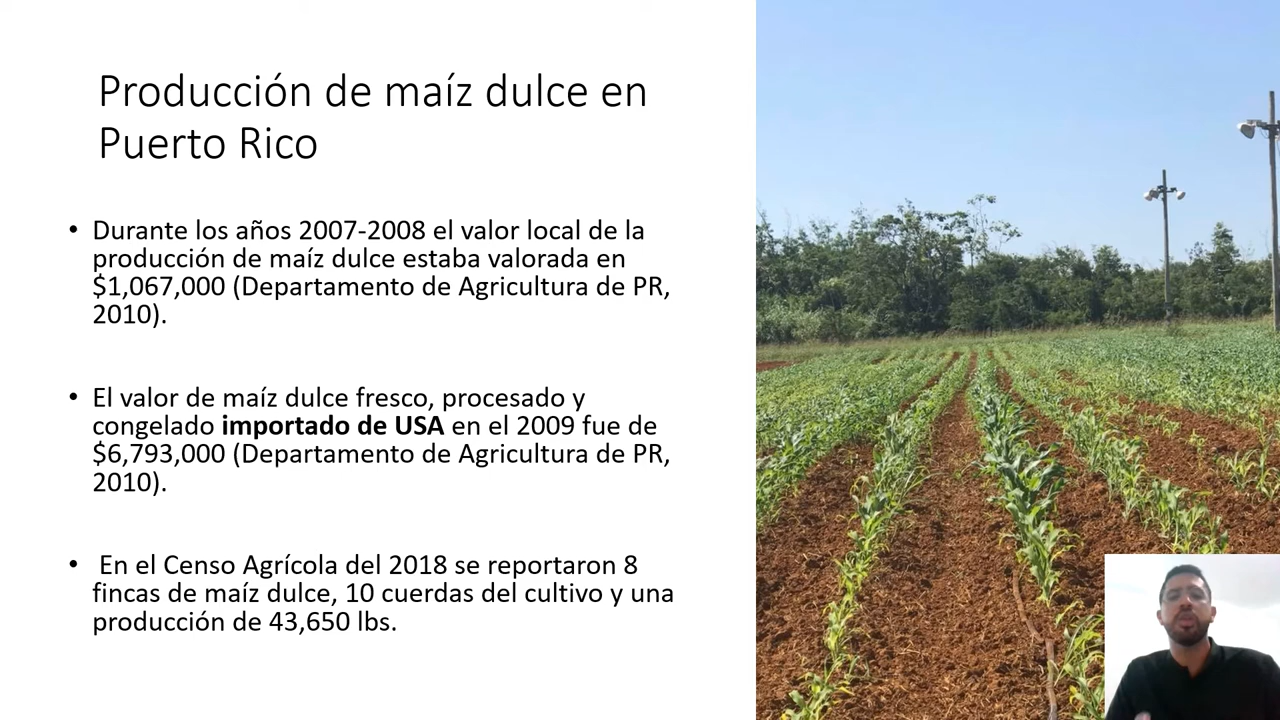 Producción de maíz dulce en
Puerto Rico
• Durante los años 2007-2008 el valor local de la
producción de maíz dulce estaba valorada en
$1,067,000 (Departamento de Agricultura de PR,
2010).
• El valor de maíz dulce fresco, procesado y
congelado importado de USA en el 2009 fue de
$6,793,000 (Departamento de Agricultura de PR,
2010).
• En el Censo Agrícola del 2018 se reportaron 8
fincas de maíz dulce, 10 cuerdas del cultivo y una
producción de 43,650 lbs.